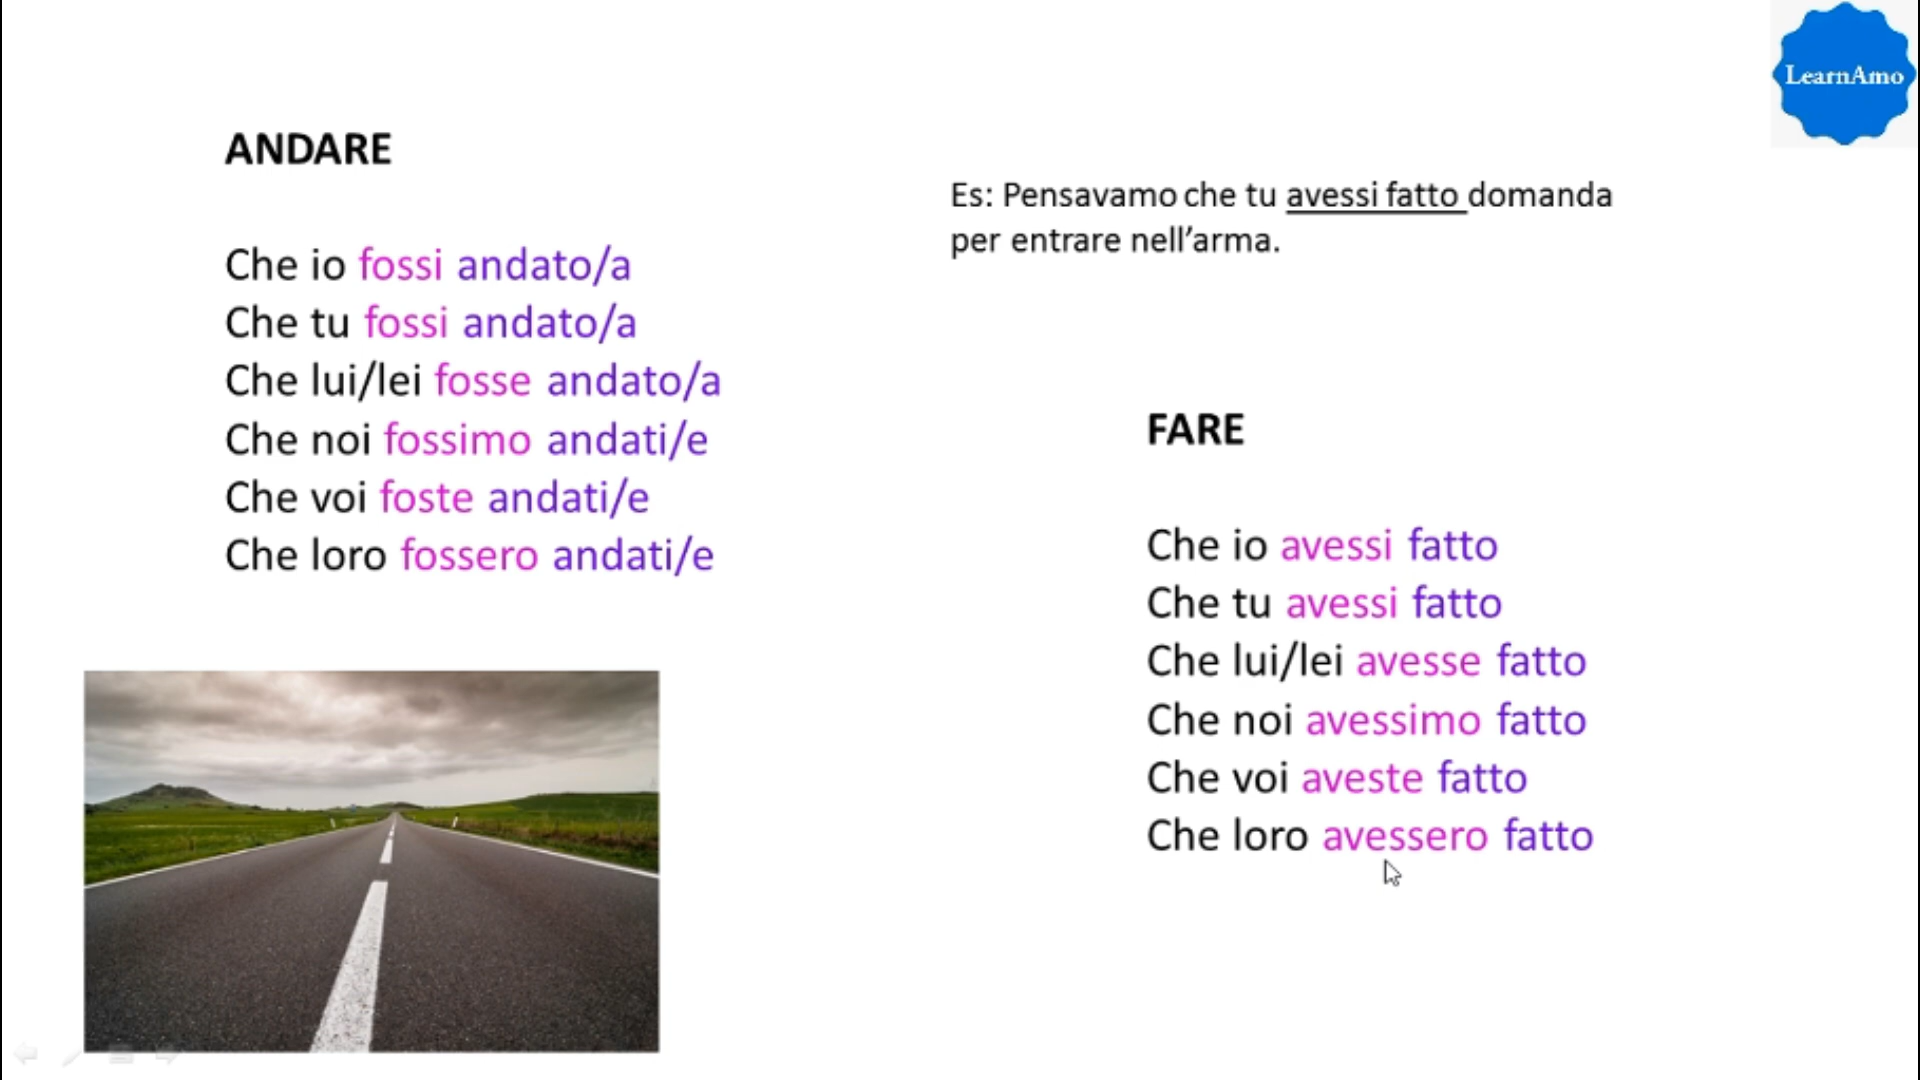 LearnAmo
ANDARE
Che io fossi andato/a
Che tu fossi andato/a
Che lui/lei fosse andato/a
Che noi fossimo andati/e
Che voi foste andati/e
Che loro fossero andati/e
Es: Pensavamo che tu avessi fatto domanda
per entrare nell’arma.
FARE
Che io avessi fatto
Che tu avessi fatto
Che lui/lei avesse fatto
Che noi avessimo fatto
Che voi aveste fatto
Che loro avessero fatto